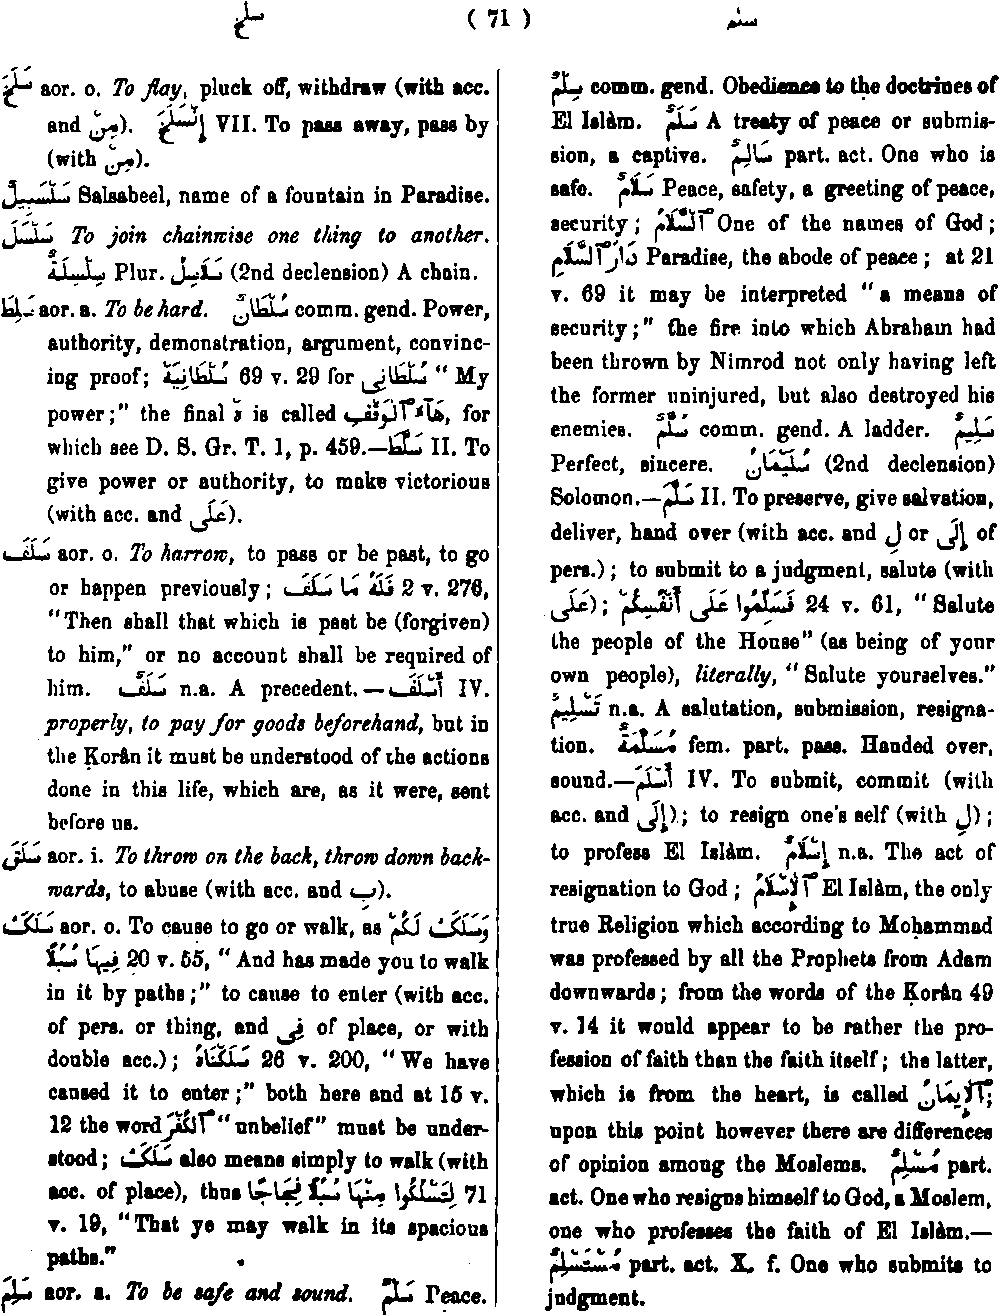 سلخ ( 71 ) سلم
سَلَخَ aor. o. To flay, pluck off, withdraw (with acc.
and مِنْ). إِنْسَلَخَ VII. To pass away, pass by
(with مِنْ).
سَلْسَبِيلٌ Salsabeel, name of a fountain in Paradise.
سَلْسَلَ To join chainwise one thing to another.
سِلْسِلَةٌ Plur. سَلَاسِلُ (2nd declension) A chain.
سَلِطَ aor. a. To be hard. سُلْطَانٌ comm. gend. Power,
authority, demonstration, argument, convinc-
ing proof; سُلْطَانِيَهْ 69 v. 29 for سُلْطَانِى "My
power;" the final ه is called هَآءُ ٱلْوَقْفِ, for
which see D. S. Gr. T. 1, p. 459.—سَلَّطَ II. To
give power or authority, to make victorious
(with acc. and عَلَى).
سَلَفَ aor. o. To harrow, to pass or be past, to go
or happen previously; فَلَهُ مَا سَلَفَ 2 v. 276,
"Then shall that which is past be (forgiven)
to him," or no account shall be required of
him. سَلَفٌ n.a. A precedent.—أَسْلَفَ IV.
properly, to pay for goods beforehand, but in
the Ḳorân it must be understood of the actions
done in this life, which are, as it were, sent
before us.
سَلَقَ aor. i. To throw on the back, throw down back-
wards, to abuse (with acc. and بِ).
سَلَكَ aor. o. To cause to go or walk, as وَسَلَكَ لَكُمْ
فِيهَا سُبُلًا 20 v. 55, "And has made you to walk
in it by paths;" to cause to enter (with acc.
of pers. or thing, and فِى of place, or with
double acc.); سَلَكْنَاهُ 26 v. 200, "We have
caused it to enter;" both here and at 15 v.
12 the word ٱلْكُفْرَ "unbelief" must be under-
stood; سَلَكَ also means simply to walk (with
acc. of place), thus لِتَسْلُكُوا مِنْهَا سُبُلًا فِجَاجًا 71
v. 19, "That ye may walk in its spacious
paths."
سَلِمَ aor. a. To be safe and sound. سَلْمٌ Peace.
سِلْمٌ comm. gend. Obedience to the doctrines of
El Islâm. سَلَمٌ A treaty of peace or submis-
sion, a captive. سَالِمٌ part. act. One who is
safe. سَلَامٌ Peace, safety, a greeting of peace,
security; ٱلسَّلَامُ One of the names of God;
دَارُ ٱلسَّلَامِ Paradise, the abode of peace; at 21
v. 69 it may be interpreted "a means of
security;" the fire into which Abraham had
been thrown by Nimrod not only having left
the former uninjured, but also destroyed his
enemies. سُلَّمٌ comm. gend. A ladder. سَلِيمٌ
Perfect, sincere. سُلَيْمَانُ (2nd declension)
Solomon.—سَلَّمَ II. To preserve, give salvation,
deliver, hand over (with acc. and لِ or إِلَى of
pers.); to submit to a judgment, salute (with
عَلَى); فَسَلِّمُوا عَلَى أَنْفُسِكُمْ 24 v. 61, "Salute
the people of the House" (as being of your
own people), literally, "Salute yourselves."
تَسْلِيمٌ n.a. A salutation, submission, resigna-
tion. مُسَلَّمَةٌ fem. part. pass. Handed over,
sound.—أَسْلَمَ IV. To submit, commit (with
acc. and إِلَى); to resign one's self (with لِ);
to profess El Islâm. إِسْلَامٌ n.a. The act of
resignation to God; ٱلْإِسْلَامُ El Islâm, the only
true Religion which according to Moḥammad
was professed by all the Prophets from Adam
downwards; from the words of the Ḳorân 49
v. 14 it would appear to be rather the pro-
fession of faith than the faith itself; the latter,
which is from the heart, is called ٱلْإِيمَانُ;
upon this point however there are differences
of opinion among the Moslems. مُسْلِمٌ part.
act. One who resigns himself to God, a Moslem,
one who professes the faith of El Islâm.—
مُسْتَسْلِمٌ part. act. X. f. One who submits to
judgment.